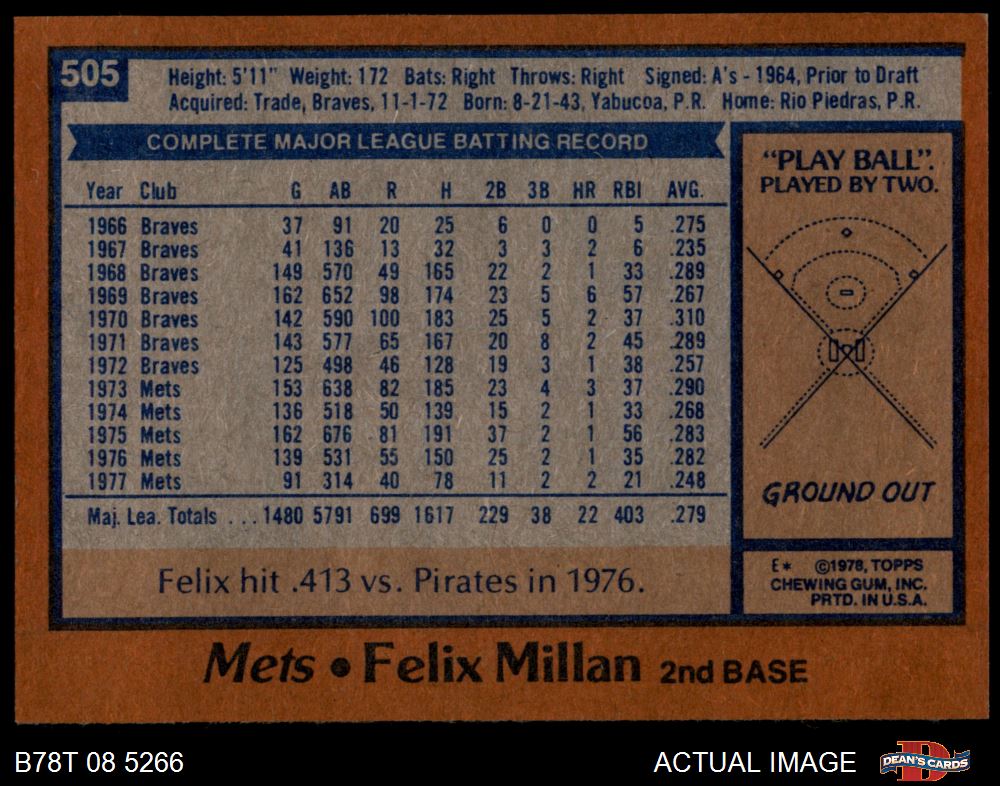 505
Height: 5'11" Weight: 172 Bats: Right Throws: Right Signed: A's - 1964, Prior to Draft
Acquired: Trade, Braves, 11-1-72 Born: 8-21-43, Yabucoa, P.R. Home: Rio Piedras, P.R.
COMPLETE MAJOR LEAGUE BATTING RECORD
Year Club G AB R H 2B 3B HR RBI AVG.
1966 Braves 37 91 20 25 6 0 0 5 .275
1967 Braves 41 136 13 32 3 3 2 6 .235
1968 Braves 149 570 49 165 22 2 1 33 .289
1969 Braves 162 652 98 174 23 5 6 57 .267
1970 Braves 142 590 100 183 25 5 2 37 .310
1971 Braves 143 577 65 167 20 8 2 45 .289
1972 Braves 125 498 46 128 19 3 1 38 .257
1973 Mets 153 638 82 185 23 4 3 37 .290
1974 Mets 136 518 50 139 15 2 1 33 .268
1975 Mets 162 676 81 191 37 2 1 56 .283
1976 Mets 139 531 55 150 25 2 1 35 .282
1977 Mets 91 314 40 78 11 2 2 21 .248
Maj. Lea. Totals ... 1480 5791 699 1617 229 38 22 403 .279
Felix hit .413 vs. Pirates in 1976.
"PLAY BALL".
PLAYED BY TWO.
GROUND OUT
E* ©1978, TOPPS
CHEWING GUM, INC.
PRTD. IN U.S.A.
Mets • Felix Millan 2nd BASE
B78T 08 5266
ACTUAL IMAGE
D
DEAN'S CARDS